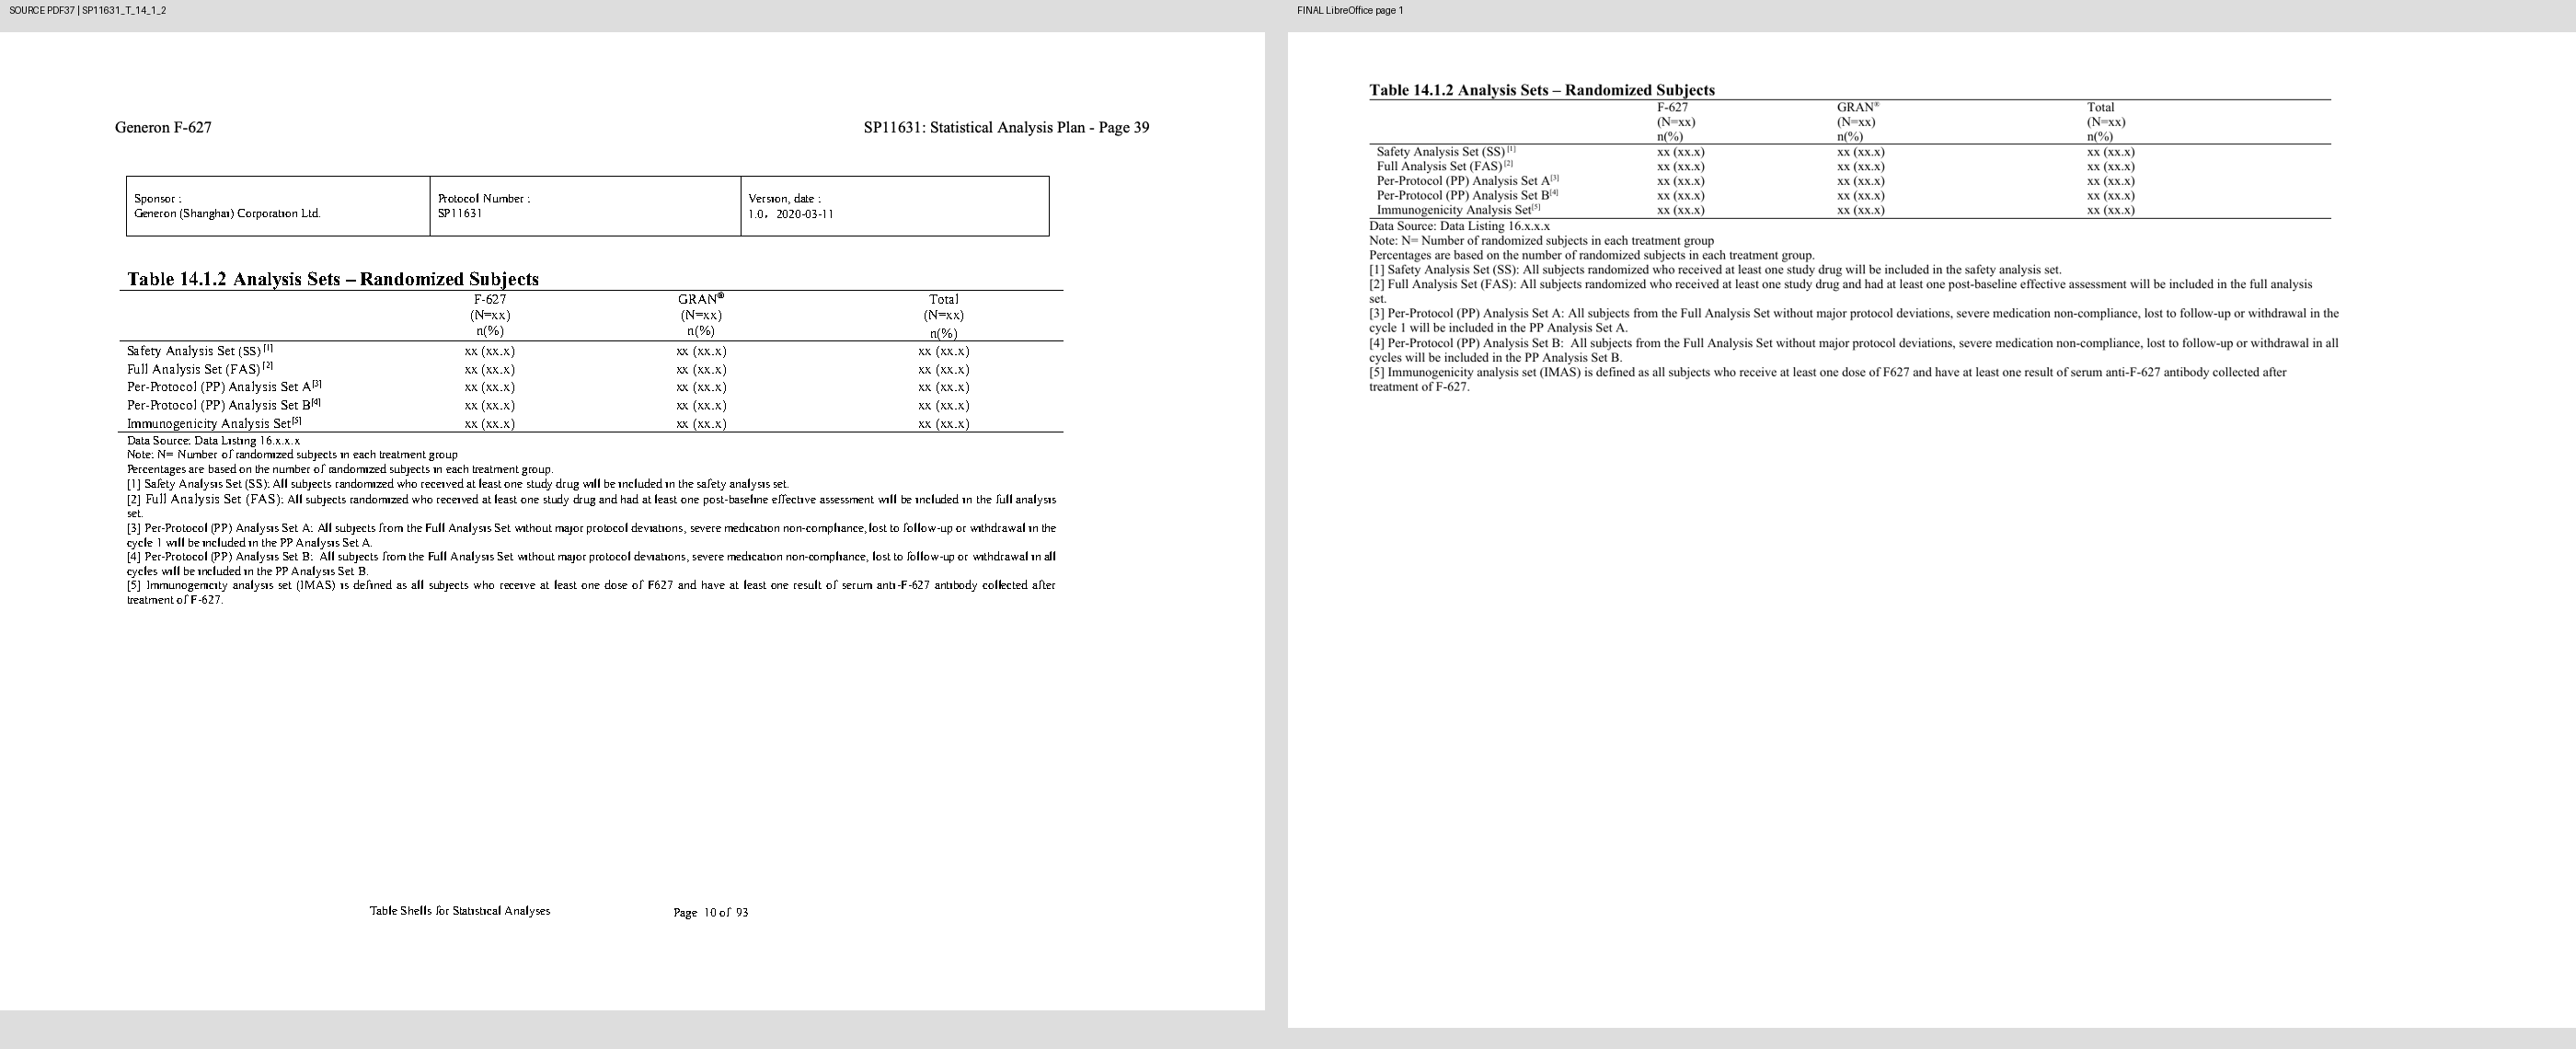 SOURCE PDF37 | SP11631_T_14_1_2
Generon F-627 SP11631: Statistical Analysis Plan - Page 39
Sponsor : Protocol Number : Version, date :
Generon (Shanghai) Corporation Ltd. SP11631 1.0，2020-03-11
Table 14.1.2 Analysis Sets – Randomized Subjects
F-627 GRAN® Total
(N=xx) (N=xx) (N=xx)
n(%) n(%) n(%)
Safety Analysis Set (SS) [1] xx (xx.x) xx (xx.x) xx (xx.x)
Full Analysis Set (FAS) [2] xx (xx.x) xx (xx.x) xx (xx.x)
Per-Protocol (PP) Analysis Set A[3] xx (xx.x) xx (xx.x) xx (xx.x)
Per-Protocol (PP) Analysis Set B[4] xx (xx.x) xx (xx.x) xx (xx.x)
Immunogenicity Analysis Set[5] xx (xx.x) xx (xx.x) xx (xx.x)
Data Source: Data Listing 16.x.x.x
Note: N= Number of randomized subjects in each treatment group
Percentages are based on the number of randomized subjects in each treatment group.
[1] Safety Analysis Set (SS): All subjects randomized who received at least one study drug will be included in the safety analysis set.
[2] Full Analysis Set (FAS): All subjects randomized who received at least one study drug and had at least one post-baseline effective assessment will be included in the full analysis
set.
[3] Per-Protocol (PP) Analysis Set A: All subjects from the Full Analysis Set without major protocol deviations, severe medication non-compliance, lost to follow-up or withdrawal in the
cycle 1 will be included in the PP Analysis Set A.
[4] Per-Protocol (PP) Analysis Set B:  All subjects from the Full Analysis Set without major protocol deviations, severe medication non-compliance, lost to follow-up or withdrawal in all
cycles will be included in the PP Analysis Set B.
[5] Immunogenicity analysis set (IMAS) is defined as all subjects who receive at least one dose of F627 and have at least one result of serum anti-F-627 antibody collected after
treatment of F-627.
Table Shells for Statistical Analyses Page 10 of 93
FINAL LibreOffice page 1
Table 14.1.2 Analysis Sets – Randomized Subjects
F-627 GRAN® Total
(N=xx) (N=xx) (N=xx)
n(%) n(%) n(%)
Safety Analysis Set (SS) [1] xx (xx.x) xx (xx.x) xx (xx.x)
Full Analysis Set (FAS) [2] xx (xx.x) xx (xx.x) xx (xx.x)
Per-Protocol (PP) Analysis Set A[3] xx (xx.x) xx (xx.x) xx (xx.x)
Per-Protocol (PP) Analysis Set B[4] xx (xx.x) xx (xx.x) xx (xx.x)
Immunogenicity Analysis Set[5] xx (xx.x) xx (xx.x) xx (xx.x)
Data Source: Data Listing 16.x.x.x
Note: N= Number of randomized subjects in each treatment group
Percentages are based on the number of randomized subjects in each treatment group.
[1] Safety Analysis Set (SS): All subjects randomized who received at least one study drug will be included in the safety analysis set.
[2] Full Analysis Set (FAS): All subjects randomized who received at least one study drug and had at least one post-baseline effective assessment will be included in the full analysis
set.
[3] Per-Protocol (PP) Analysis Set A: All subjects from the Full Analysis Set without major protocol deviations, severe medication non-compliance, lost to follow-up or withdrawal in the
cycle 1 will be included in the PP Analysis Set A.
[4] Per-Protocol (PP) Analysis Set B:  All subjects from the Full Analysis Set without major protocol deviations, severe medication non-compliance, lost to follow-up or withdrawal in all
cycles will be included in the PP Analysis Set B.
[5] Immunogenicity analysis set (IMAS) is defined as all subjects who receive at least one dose of F627 and have at least one result of serum anti-F-627 antibody collected after
treatment of F-627.